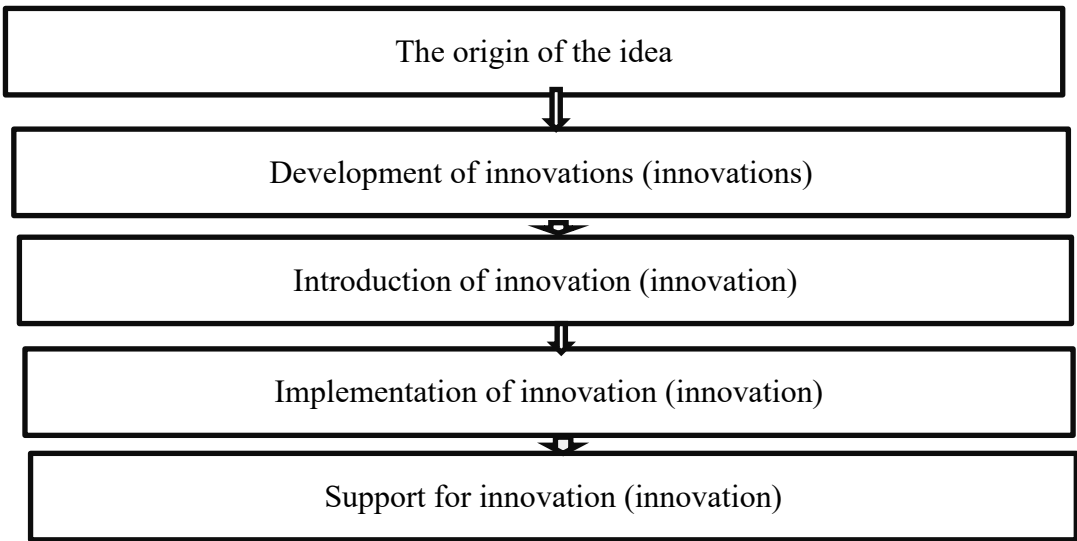 The origin of the idea
Development of innovations (innovations)
Introduction of innovation (innovation)
Implementation of innovation (innovation)
Support for innovation (innovation)